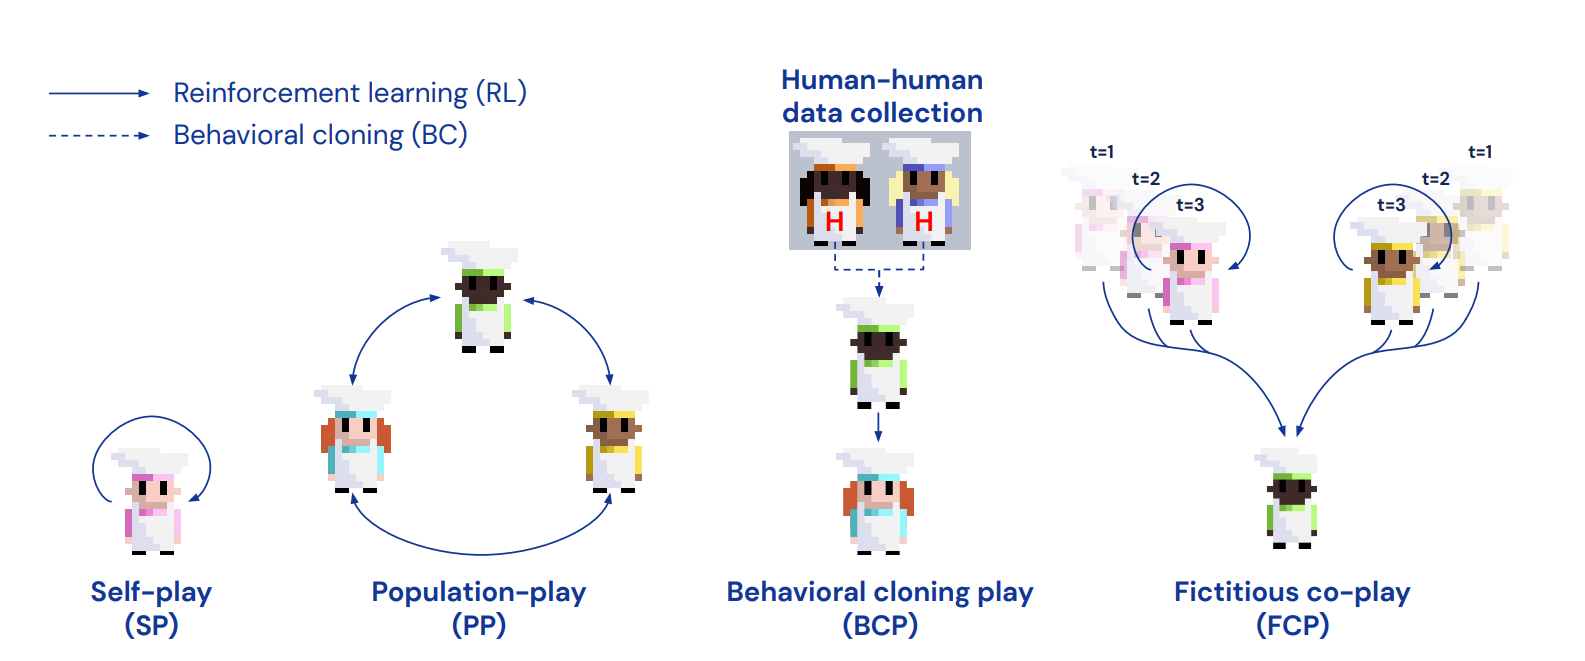 Reinforcement learning (RL)
Behavioral cloning (BC)
Human-human
data collection
H H
t=1
t=2
t=3
t=1
t=2
t=3
Self-play
(SP)
Population-play
(PP)
Behavioral cloning play
(BCP)
Fictitious co-play
(FCP)